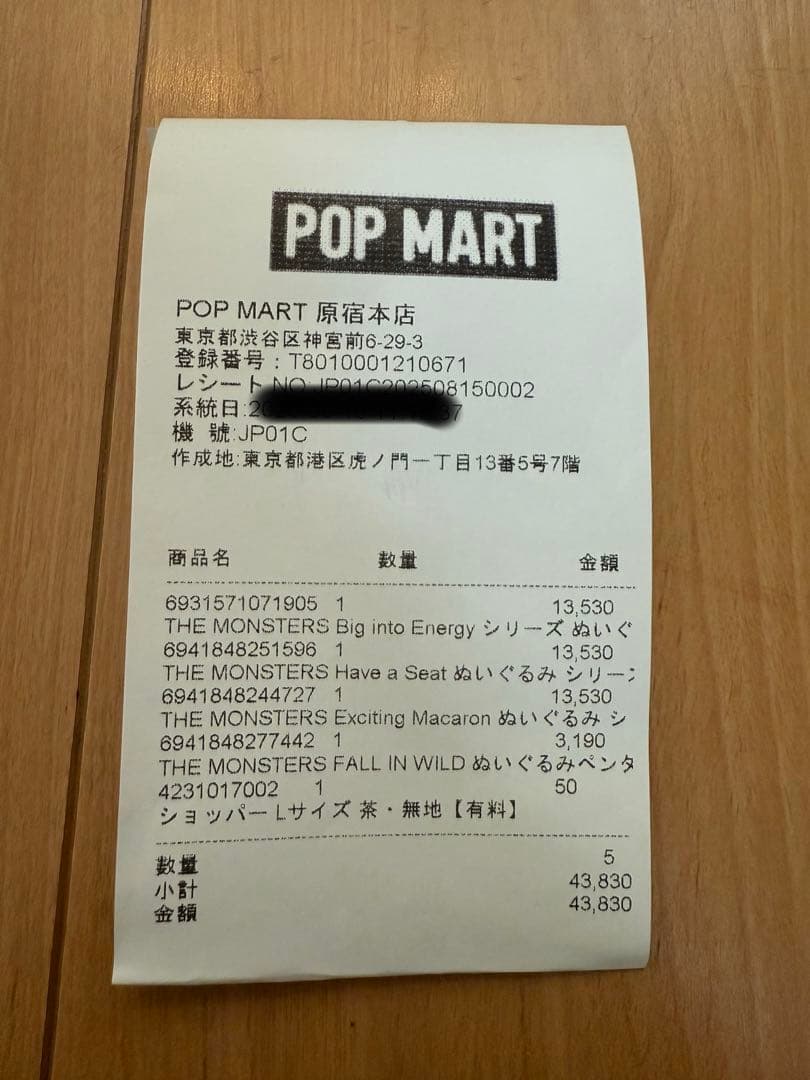 POP MART
POP MART 原宿本店
東京都渋谷区神宮前6-29-3
登録番号：T8010001210671
レシートNO:JP01C202508150002
系統日:2 37
機 號:JP01C
作成地:東京都港区虎ノ門一丁目13番5号7階
商品名 数量 金額
6931571071905 1 13,530
THE MONSTERS Big into Energy シリーズ ぬいぐ
6941848251596 1 13,530
THE MONSTERS Have a Seat ぬいぐるみ シリー
6941848244727 1 13,530
THE MONSTERS Exciting Macaron ぬいぐるみ シ
6941848277442 1 3,190
THE MONSTERS FALL IN WILD ぬいぐるみペンタ
4231017002 1 50
ショッパー Lサイズ 茶・無地【有料】
数量 5
小計 43,830
金額 43,830